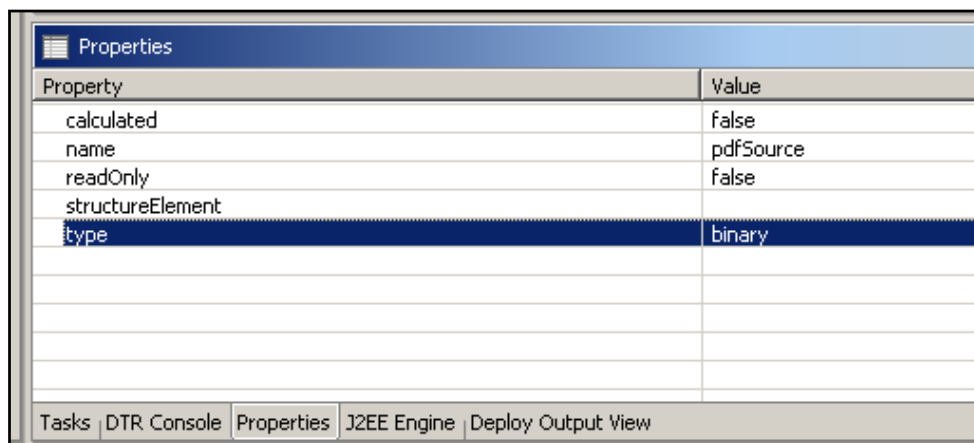 Properties
Property Value
calculated false
name pdfSource
readOnly false
structureElement
type binary
Tasks DTR Console Properties J2EE Engine Deploy Output View